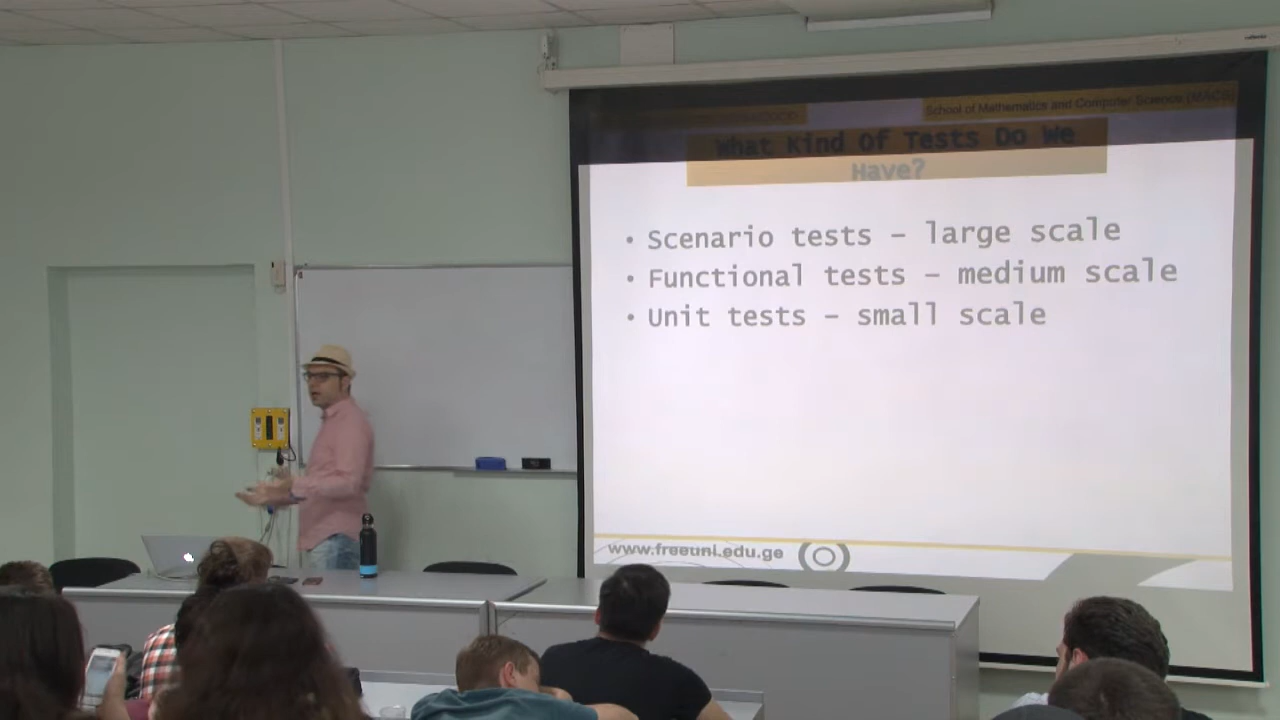 School of Mathematics and Computer Science (MACS)
What Kind Of Tests Do We
Have?
• Scenario tests – large scale
• Functional tests – medium scale
• Unit tests – small scale
www.freeuni.edu.ge